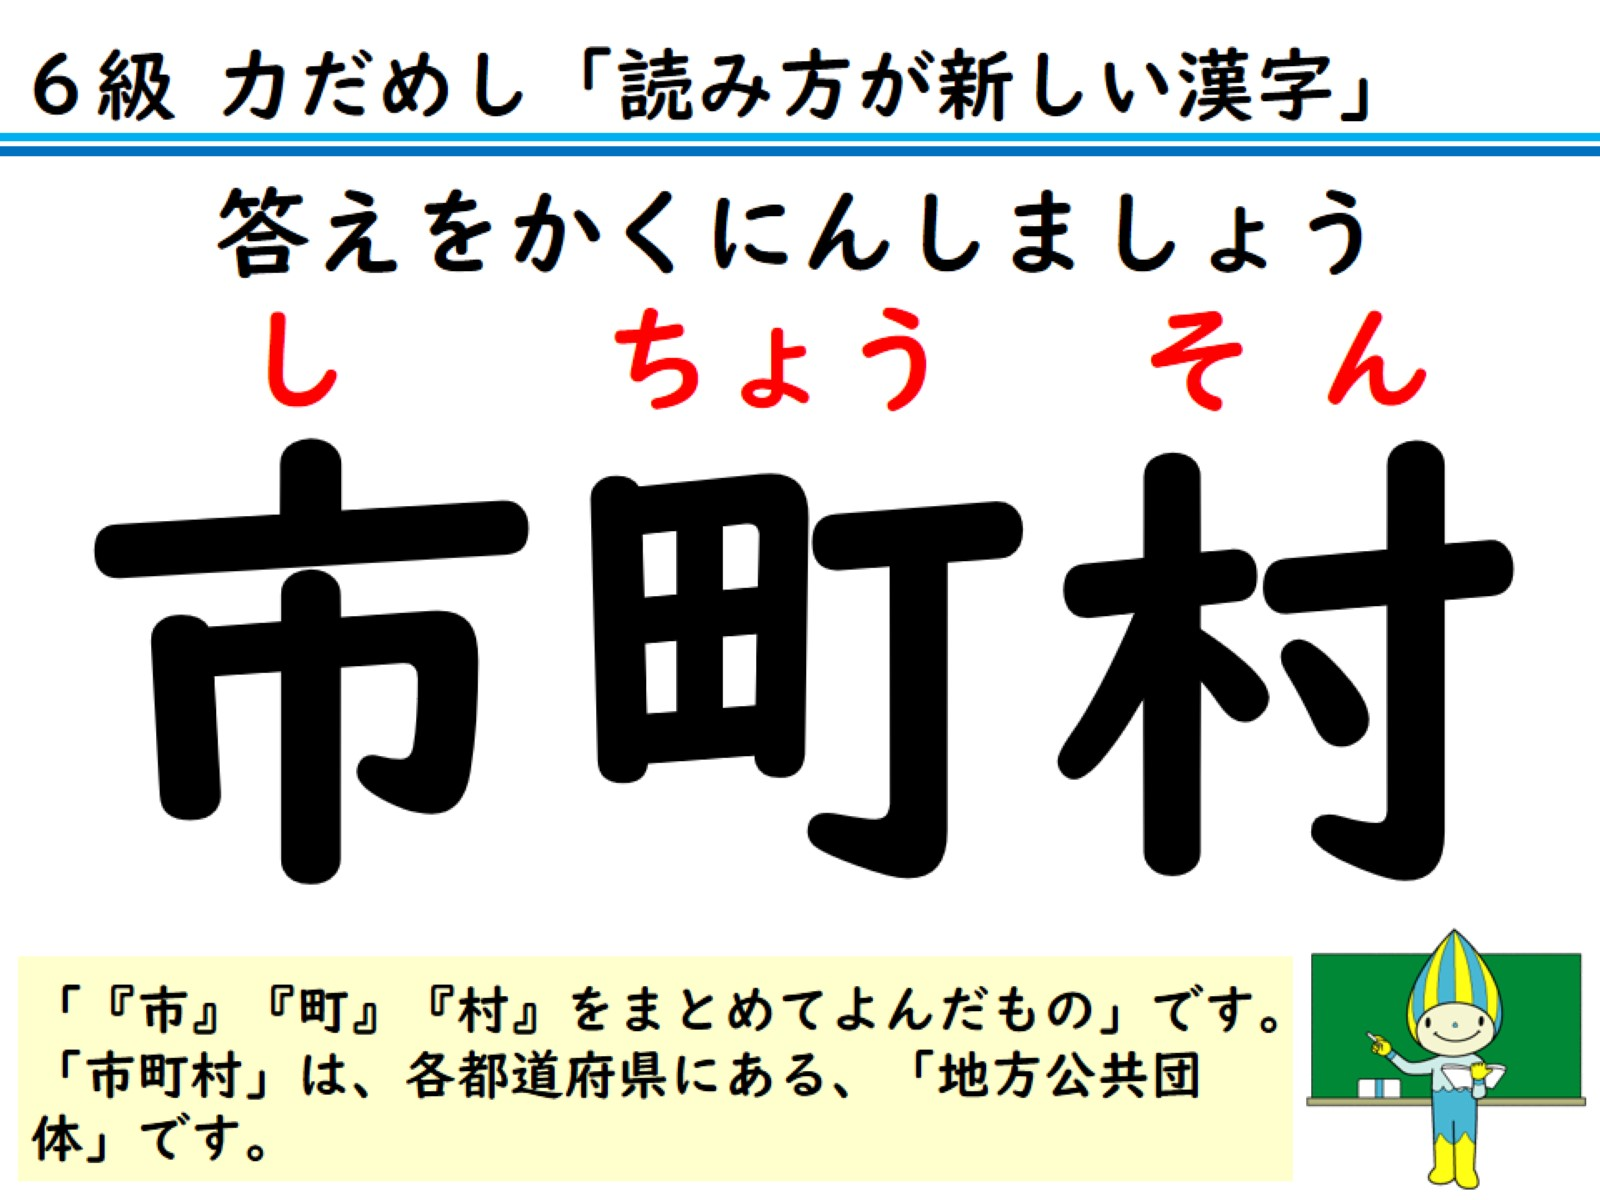 ６級 力だめし「読み方が新しい漢字」
答えをかくにんしましょう
し ちょう そん
市町村
「『市』『町』『村』をまとめてよんだもの」です。
「市町村」は、各都道府県にある、「地方公共団
体」です。